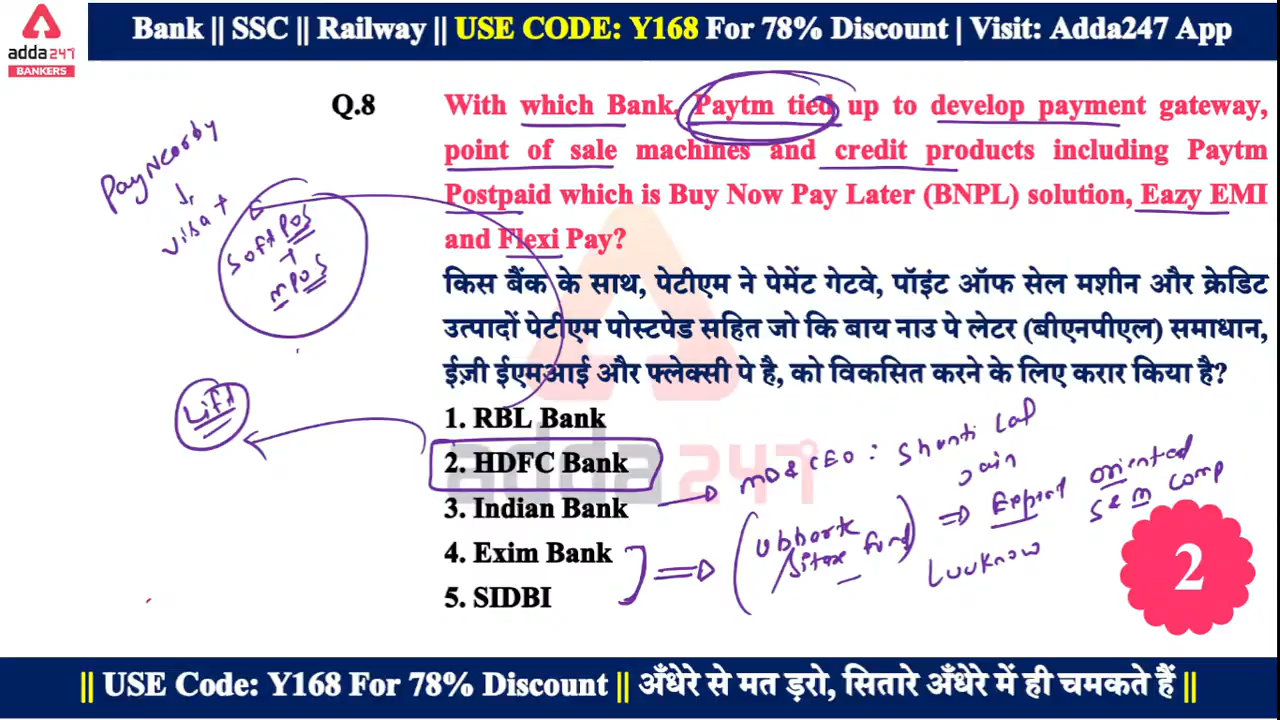 Bank || SSC || Railway || USE CODE: Y168 For 78% Discount | Visit: Adda247 App
adda247
BANKERS
Q.8
With which Bank, Paytm tied up to develop payment gateway,
point of sale machines and credit products including Paytm
Postpaid which is Buy Now Pay Later (BNPL) solution, Eazy EMI
and Flexi Pay?
किस बैंक के साथ, पेटीएम ने पेमेंट गेटवे, पॉइंट ऑफ सेल मशीन और क्रेडिट
उत्पादों पेटीएम पोस्टपेड सहित जो कि बाय नाउ पे लेटर (बीएनपीएल) समाधान,
ईज़ी ईएमआई और फ्लेक्सी पे है, को विकसित करने के लिए करार किया है?
1. RBL Bank
2. HDFC Bank
3. Indian Bank
4. Exim Bank
5. SIDBI
adda247
PayNearby
visa +
Soft POS
+
mPOS
MD & CEO : Shanti Lal
Jain
Sitare Fund
Export oriented
S & M comp
Lucknow
2
|| USE Code: Y168 For 78% Discount || अँधेरे से मत ड़रो, सितारे अँधेरे में ही चमकते हैं ||